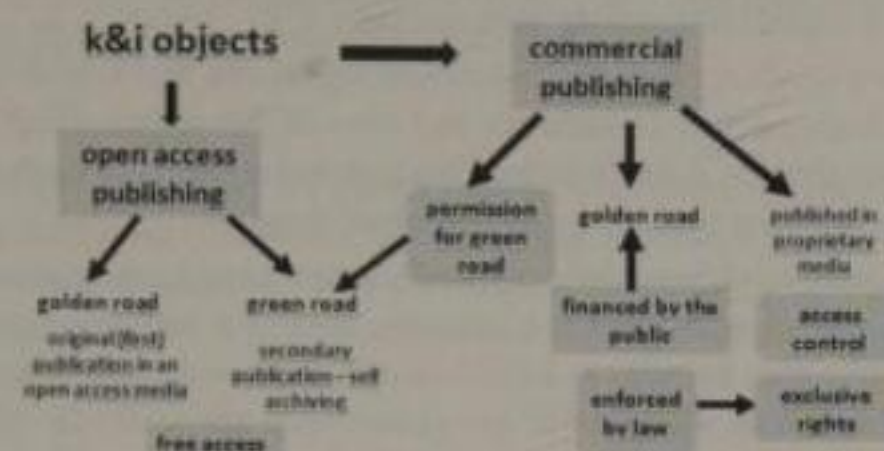 k&i objects
commercial
publishing
open access
publishing
permission
for green
road
golden road
published in
proprietary
media
golden road
original (first)
publication in an
open access media
green road
secondary
publication - self
archiving
financed by the
public
access
control
enforced
by law
exclusive
rights
free access